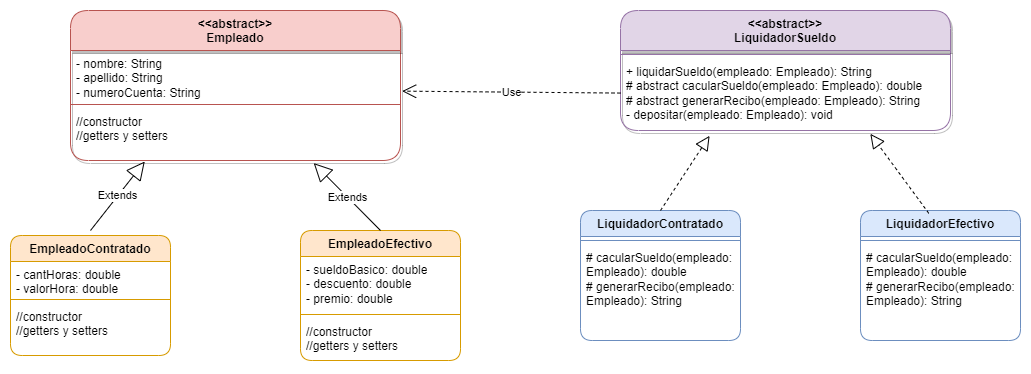 <<abstract>>
Empleado
- nombre: String
- apellido: String
- numeroCuenta: String
//constructor
//getters y setters
<<abstract>>
LiquidadorSueldo
+ liquidarSueldo(empleado: Empleado): String
# abstract cacularSueldo(empleado: Empleado): double
# abstract generarRecibo(empleado: Empleado): String
- depositar(empleado: Empleado): void
Use
Extends
Extends
EmpleadoContratado
- cantHoras: double
- valorHora: double
//constructor
//getters y setters
EmpleadoEfectivo
- sueldoBasico: double
- descuento: double
- premio: double
//constructor
//getters y setters
LiquidadorContratado
# cacularSueldo(empleado:
Empleado): double
# generarRecibo(empleado:
Empleado): String
LiquidadorEfectivo
# cacularSueldo(empleado:
Empleado): double
# generarRecibo(empleado:
Empleado): String